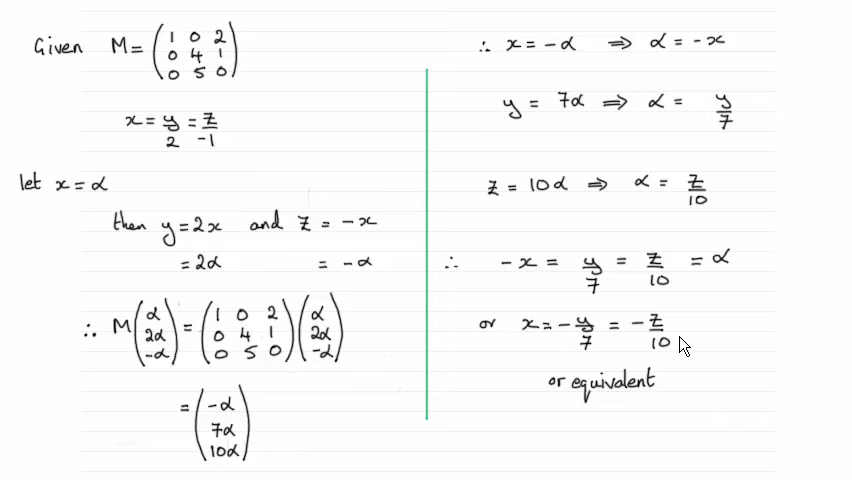 Given M = (1 0 2
0 4 1
0 5 0)
x = y/2 = z/-1
let x = α
then y = 2x and z = -x
= 2α = -α
∴ M(α
2α
-α) = (1 0 2
0 4 1
0 5 0)(α
2α
-α)
= (-α
7α
10α)
∴ x = -α ⇒ α = -x
y = 7α ⇒ α = y/7
z = 10α ⇒ α = z/10
∴ -x = y/7 = z/10 = α
or x = -y/7 = -z/10
or equivalent